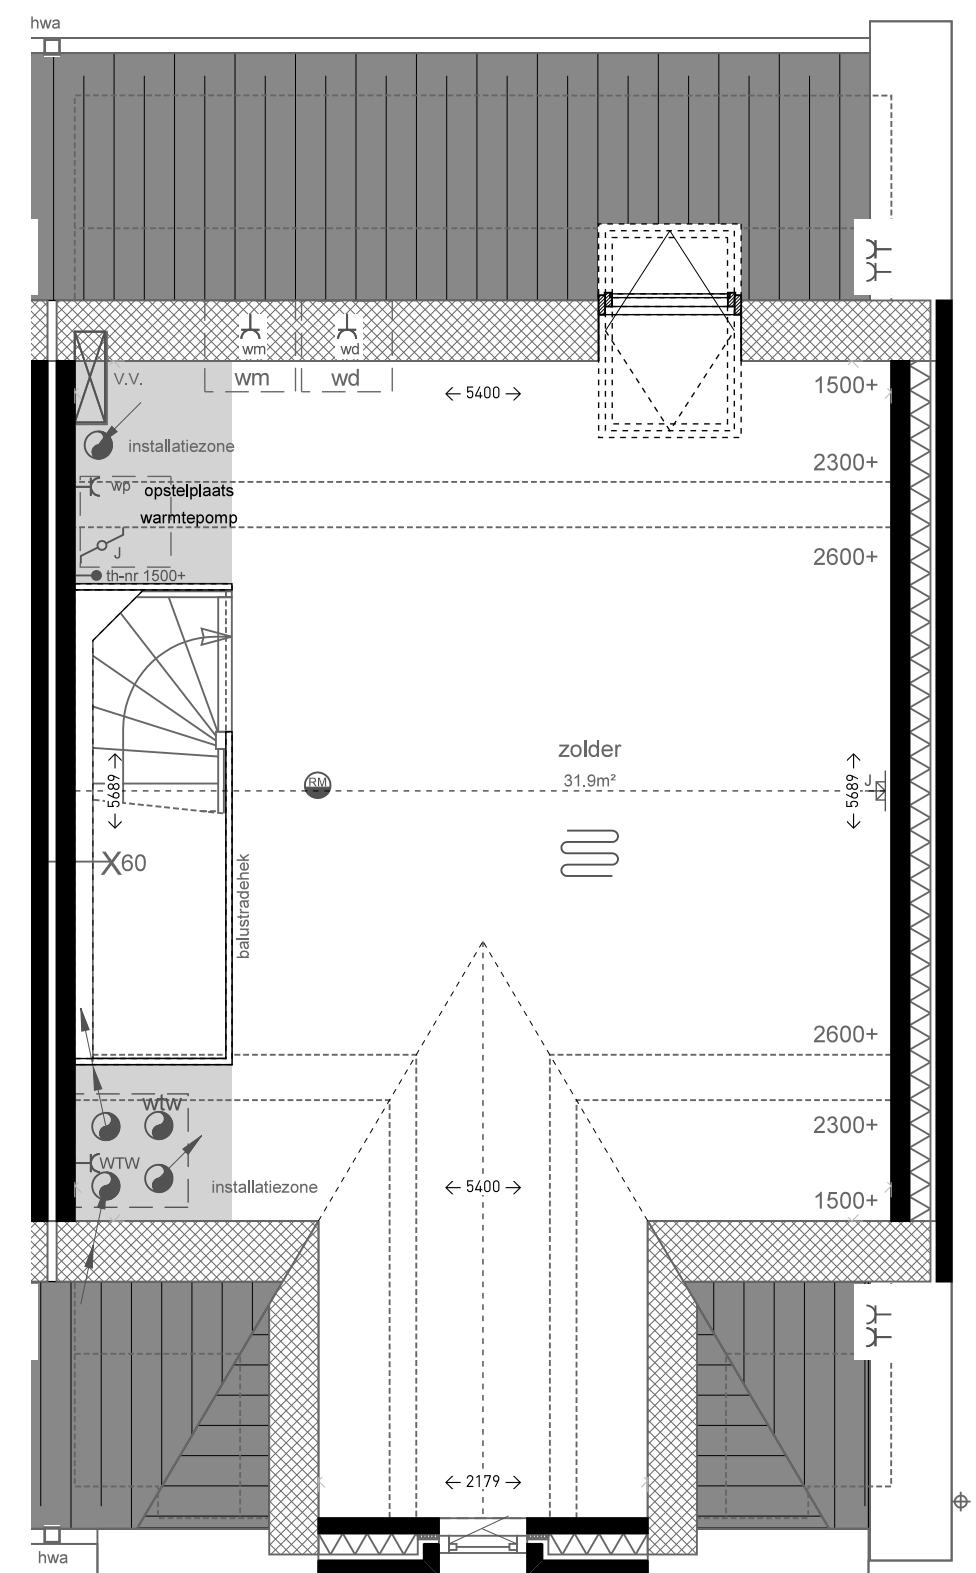 hwa
wm
wd
V.V.
wm
wd
5400
1500+
installatiezone
2300+
wp
opstelplaats
warmtepomp
J
2600+
th-nr 1500+
zolder
31.9m²
5689
RM
5689
J
X60
balustradehek
2600+
wtw
2300+
WTW
installatiezone
5400
1500+
2179
hwa